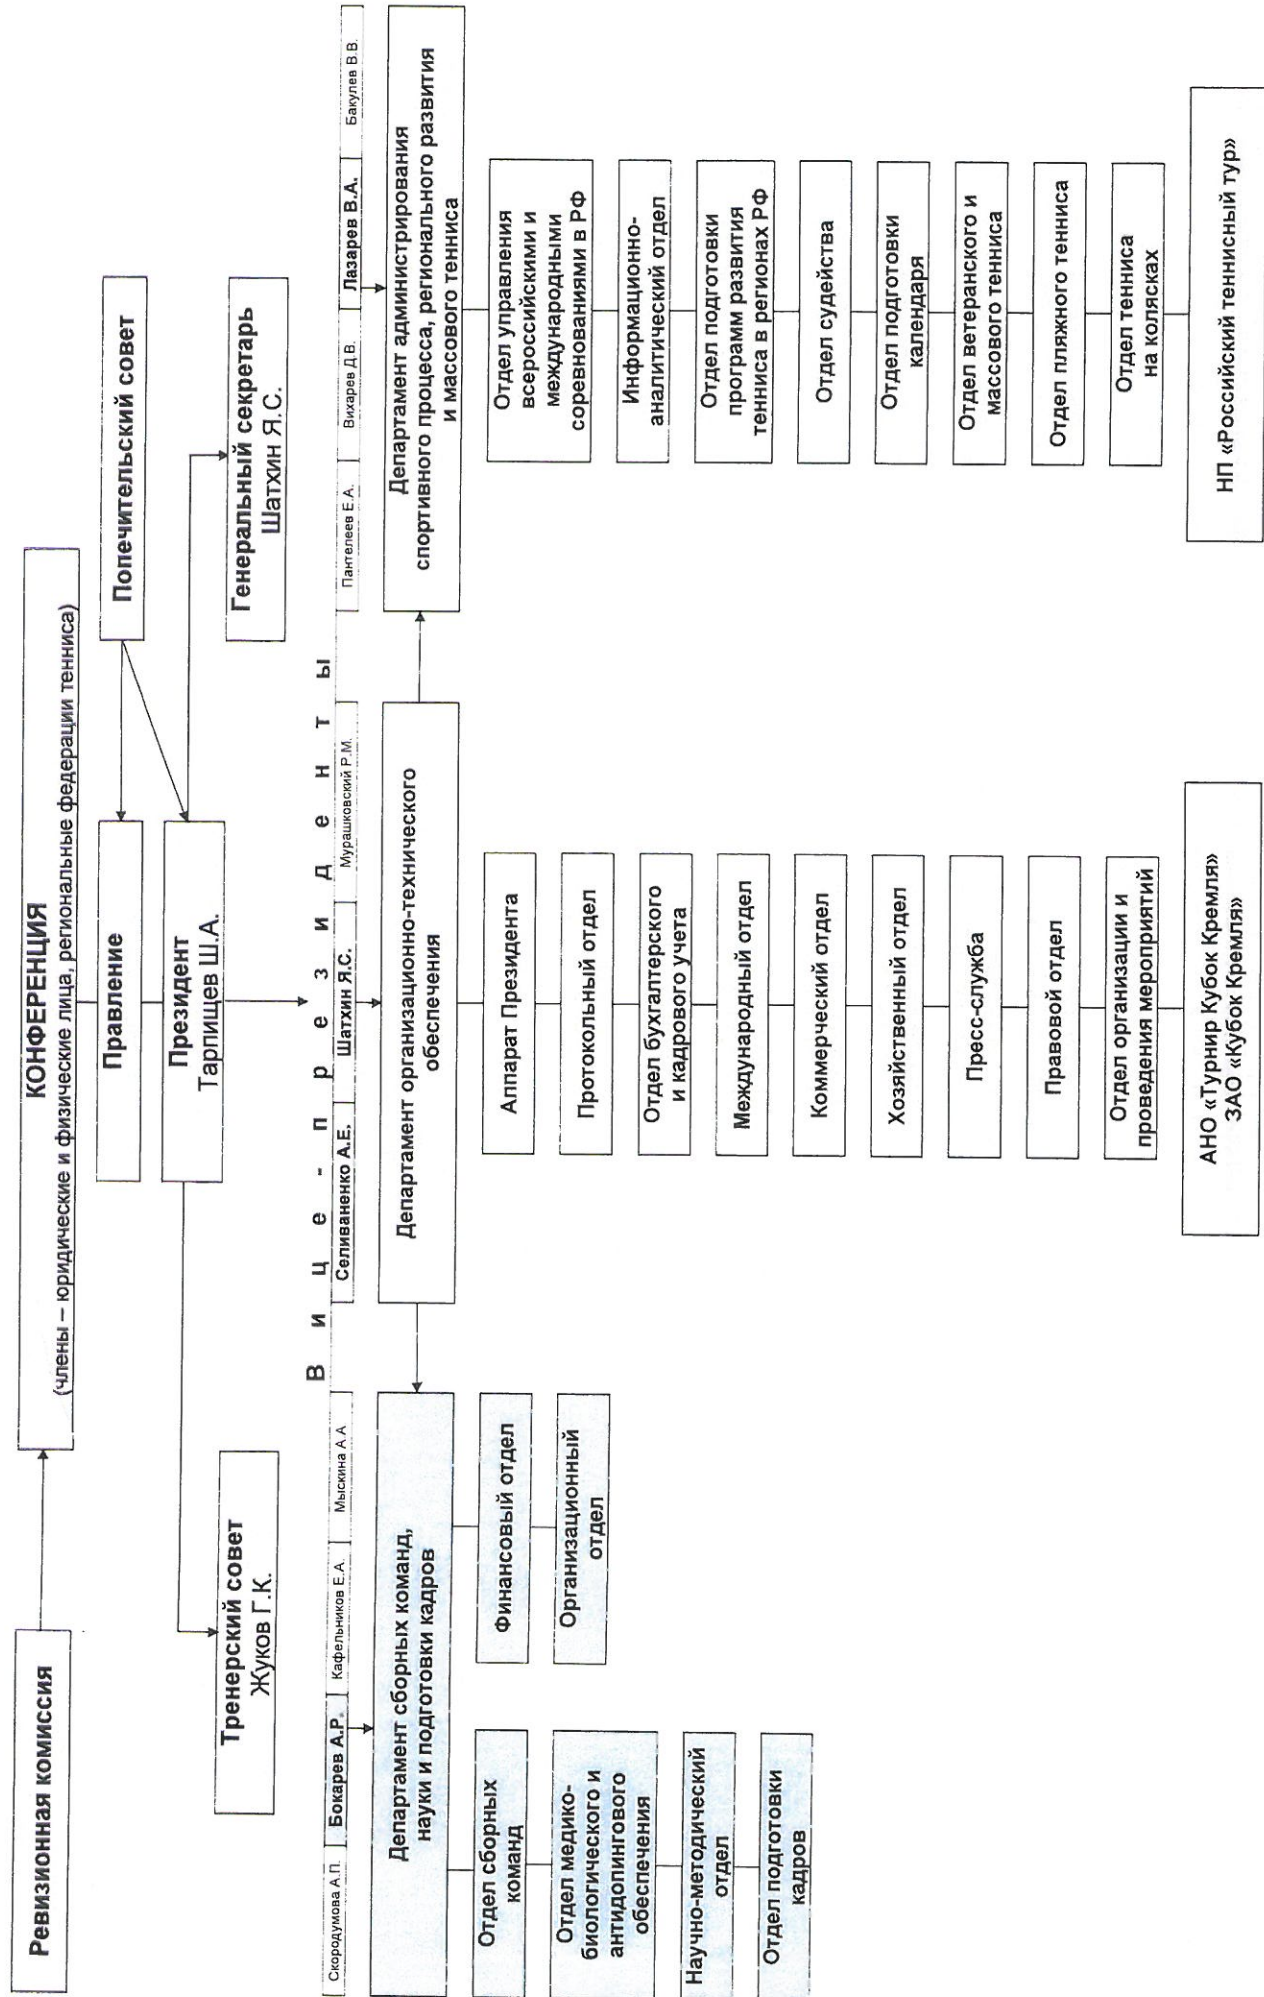 КОНФЕРЕНЦИЯ
(члены – юридические и физические лица, региональные федерации тенниса)
Ревизионная комиссия
Правление
Попечительский совет
Президент
Тарпищев Ш.А.
Тренерский совет
Жуков Г.К.
Генеральный секретарь
Шатхин Я.С.
Вице-президенты
Скородумова А.П.
Бокарев А.Р.
Кафельников Е.А.
Мыскина А.А
Селиваненко А.Е.
Шатхин Я.С.
Мурашковский Р.М.
Пантелеев Е.А.
Вихарев Д.В.
Лазарев В.А.
Бакулев В.В.
Департамент сборных команд,
науки и подготовки кадров
Отдел сборных
команд
Отдел медико-
биологического и
антидопингового
обеспечения
Научно-методический
отдел
Отдел подготовки
кадров
Финансовый отдел
Организационный
отдел
Департамент организационно-технического
обеспечения
Аппарат Президента
Протокольный отдел
Отдел бухгалтерского
и кадрового учета
Международный отдел
Коммерческий отдел
Хозяйственный отдел
Пресс-служба
Правовой отдел
Отдел организации и
проведения мероприятий
АНО «Турнир Кубок Кремля»
ЗАО «Кубок Кремля»
Департамент администрирования
спортивного процесса, регионального развития
и массового тенниса
Отдел управления
всероссийскими и
международными
соревнованиями в РФ
Информационно-
аналитический отдел
Отдел подготовки
программ развития
тенниса в регионах РФ
Отдел судейства
Отдел подготовки
календаря
Отдел ветеранского и
массового тенниса
Отдел пляжного тенниса
Отдел тенниса
на колясках
НП «Российский теннисный тур»